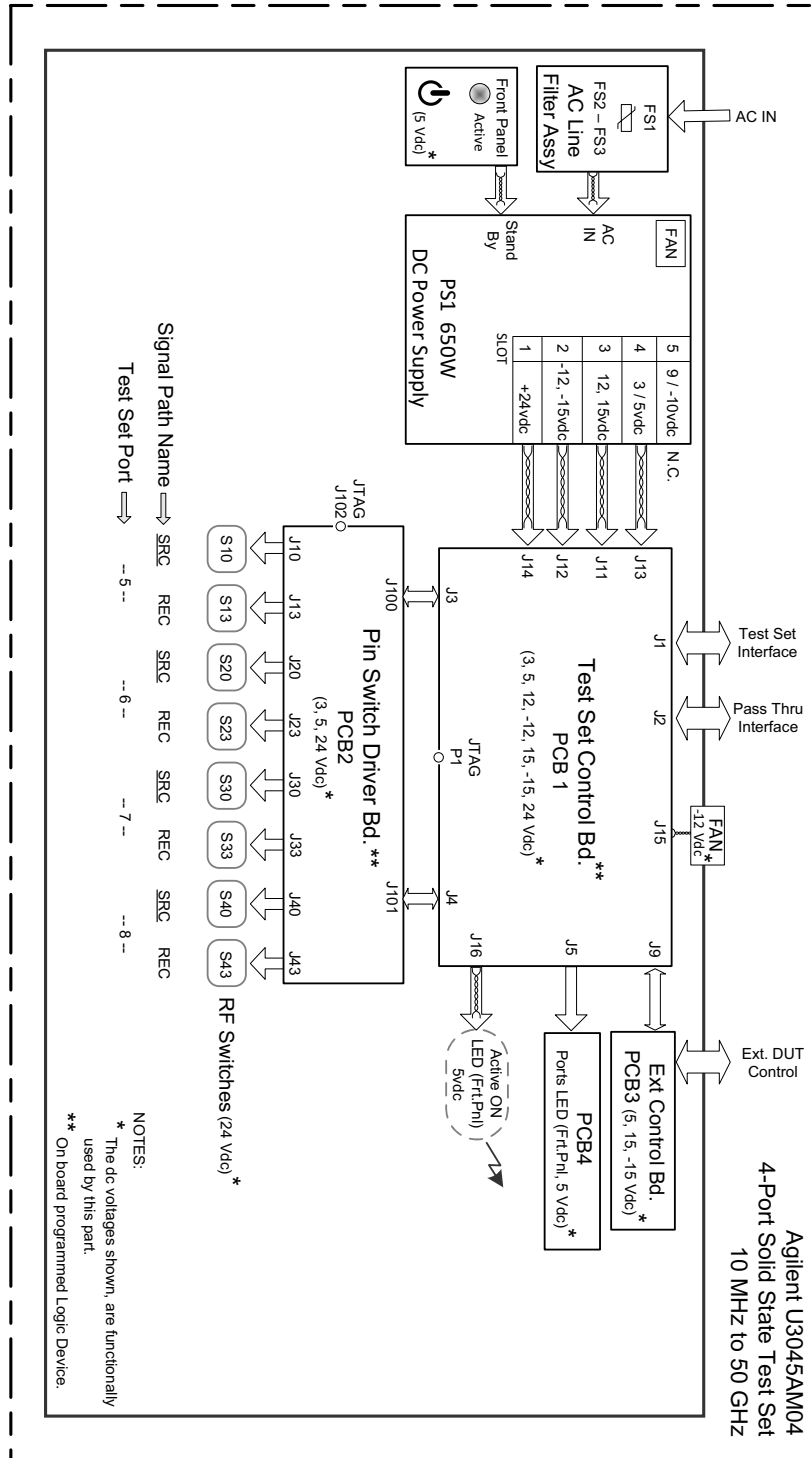 Agilent U3045AM04
4-Port Solid State Test Set
10 MHz to 50 GHz
AC IN
Test Set
Interface
Pass Thru
Interface
Ext. DUT
Control
FS1
FS2 – FS3
AC Line
Filter Assy
Front Panel
Active
(5 Vdc) *
FAN
AC
IN
Stand
By
PS1 650W
DC Power Supply
5 9 / -10vdc N.C.
4 3 / 5vdc
3 12, 15vdc
2 -12, -15vdc
1 +24vdc
SLOT
J13
J11
J12
J14
J1
J2
J15
J9
FAN
-12 Vdc *
Test Set Control Bd. **
PCB 1
(3, 5, 12, -12, 15, -15, 24 Vdc) *
JTAG
P1
J3
J4
J5
J16
Ext Control Bd.
PCB3 (5, 15, -15 Vdc) *
PCB4
Ports LED (Frt.Pnl, 5 Vdc) *
Active ON
LED (Frt.Pnl)
5vdc
J100
J101
Pin Switch Driver Bd. **
PCB2
(3, 5, 24 Vdc) *
JTAG
J102
J10 J13 J20 J23 J30 J33 J40 J43
S10 S13 S20 S23 S30 S33 S40 S43 RF Switches (24 Vdc) *
Signal Path Name SRC REC SRC REC SRC REC SRC REC
Test Set Port -- 5 -- -- 6 -- -- 7 -- -- 8 --
NOTES:
* The dc voltages shown, are functionally
used by this part.
** On board programmed Logic Device.